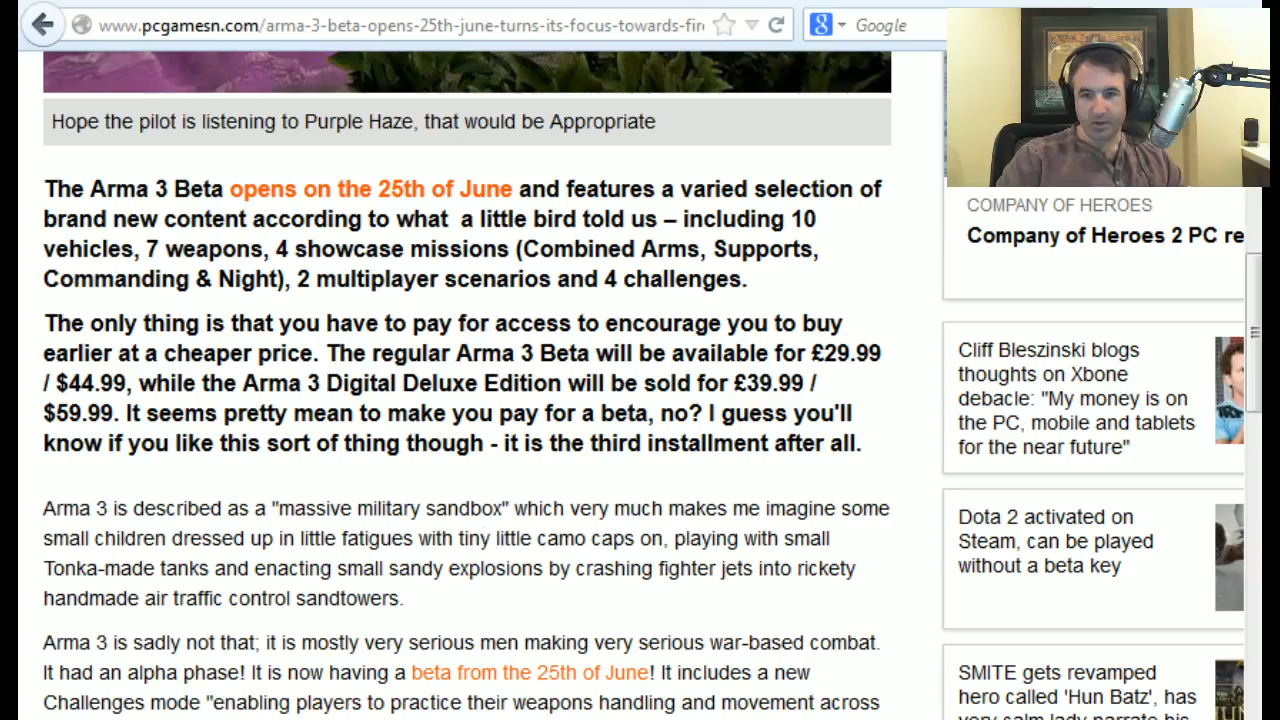 www.pcgamesn.com/arma-3-beta-opens-25th-june-turns-its-focus-towards-fir
Google
Hope the pilot is listening to Purple Haze, that would be Appropriate
The Arma 3 Beta opens on the 25th of June and features a varied selection of
brand new content according to what a little bird told us – including 10
vehicles, 7 weapons, 4 showcase missions (Combined Arms, Supports,
Commanding & Night), 2 multiplayer scenarios and 4 challenges.
The only thing is that you have to pay for access to encourage you to buy
earlier at a cheaper price. The regular Arma 3 Beta will be available for £29.99
/ $44.99, while the Arma 3 Digital Deluxe Edition will be sold for £39.99 /
$59.99. It seems pretty mean to make you pay for a beta, no? I guess you'll
know if you like this sort of thing though - it is the third installment after all.
Arma 3 is described as a "massive military sandbox" which very much makes me imagine some
small children dressed up in little fatigues with tiny little camo caps on, playing with small
Tonka-made tanks and enacting small sandy explosions by crashing fighter jets into rickety
handmade air traffic control sandtowers.
Arma 3 is sadly not that; it is mostly very serious men making very serious war-based combat.
It had an alpha phase! It is now having a beta from the 25th of June! It includes a new
Challenges mode "enabling players to practice their weapons handling and movement across
COMPANY OF HEROES
Company of Heroes 2 PC re
Cliff Bleszinski blogs
thoughts on Xbone
debacle: "My money is on
the PC, mobile and tablets
for the near future"
Dota 2 activated on
Steam, can be played
without a beta key
SMITE gets revamped
hero called 'Hun Batz', has
very calm lady narrate his